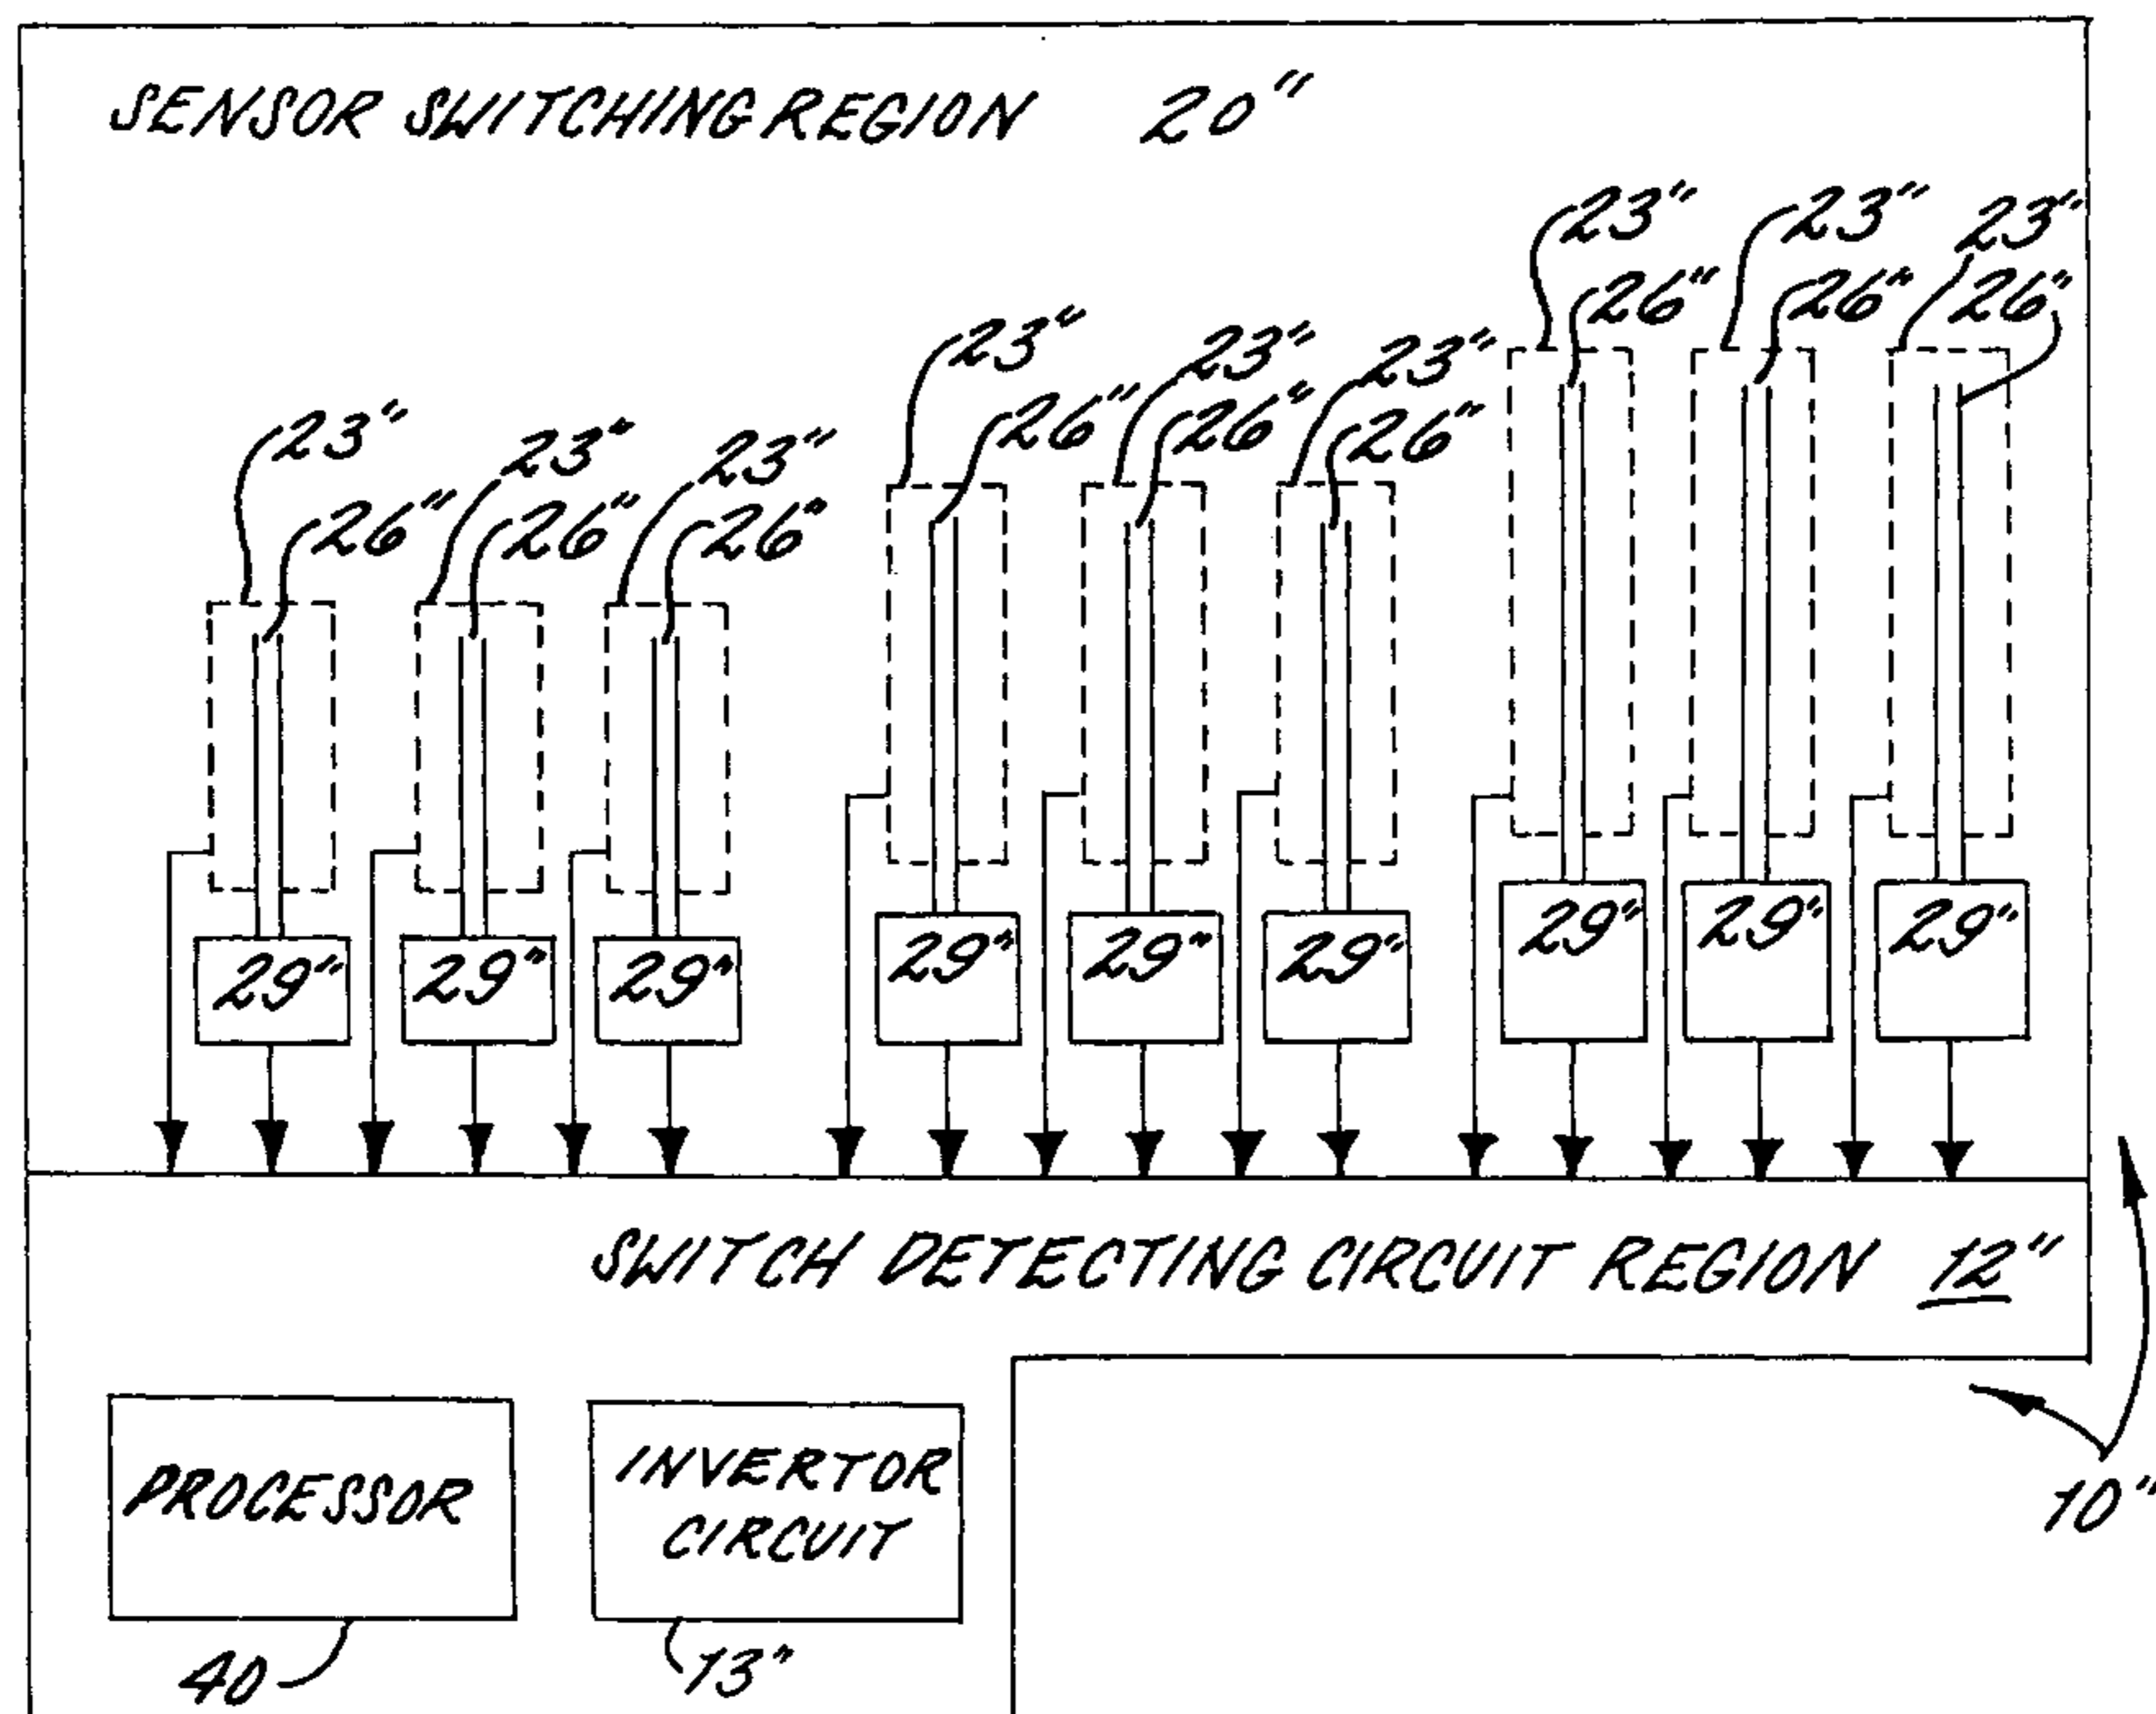 SENSOR SWITCHING REGION 20"
23" 23" 23"
26" 26" 26"
23" 23" 23"
26" 26" 26"
23" 23" 23"
26" 26" 26"
29" 29" 29" 29" 29" 29" 29" 29" 29"
SWITCH DETECTING CIRCUIT REGION 12"
PROCESSOR
INVERTOR
CIRCUIT
10"
40
13"